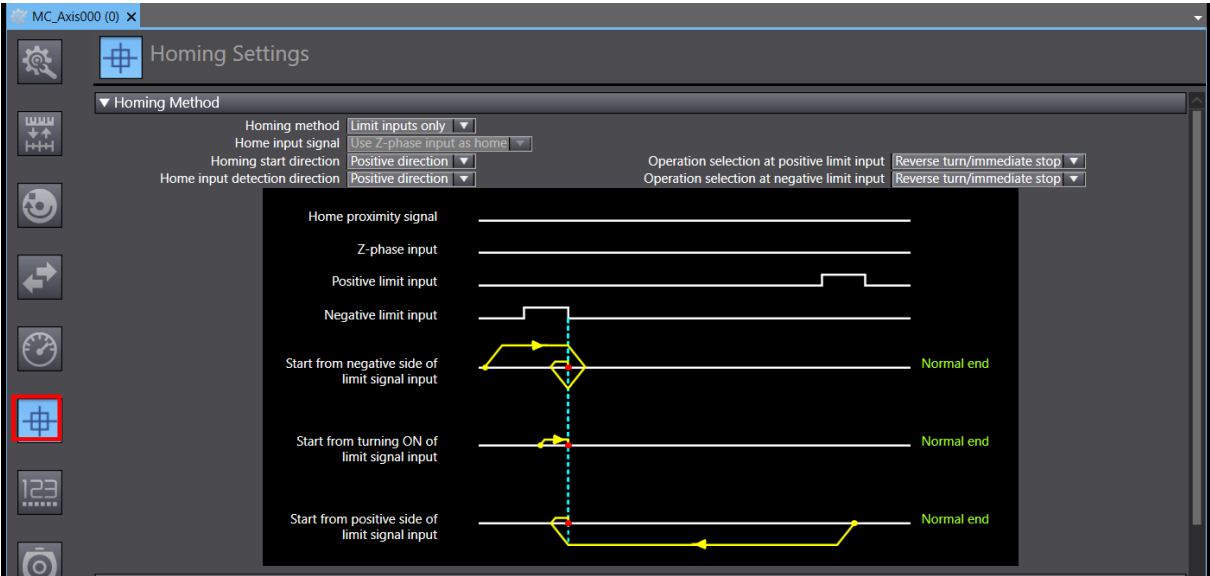 MC_Axis000 (0) ×
Homing Settings
▼ Homing Method
Homing method Limit inputs only ▼
Home input signal Use Z-phase input as home ▼
Homing start direction Positive direction ▼ Operation selection at positive limit input Reverse turn/immediate stop ▼
Home input detection direction Positive direction ▼ Operation selection at negative limit input Reverse turn/immediate stop ▼
Home proximity signal
Z-phase input
Positive limit input
Negative limit input
Start from negative side of Normal end
limit signal input
Start from turning ON of Normal end
limit signal input
123
Start from positive side of Normal end
limit signal input